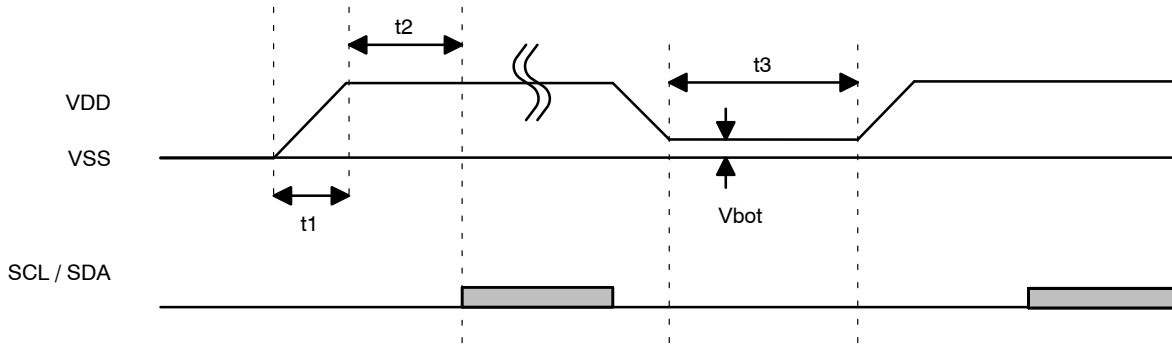 t2
t3
VDD
VSS
t1
Vbot
SCL / SDA